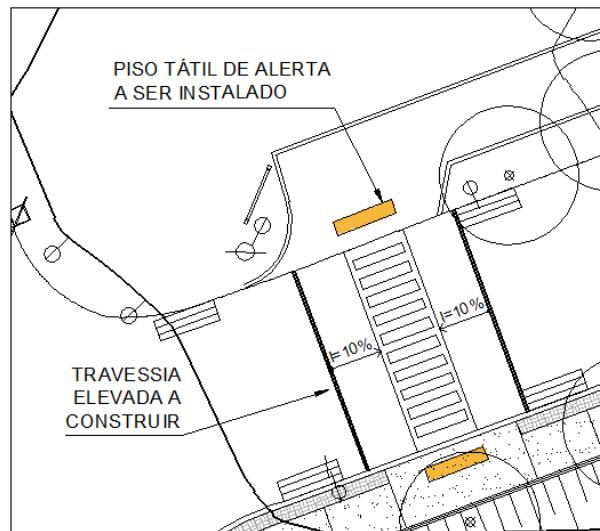 PISO TÁTIL DE ALERTA
A SER INSTALADO
I=10%
I=10%
TRAVESSIA
ELEVADA A
CONSTRUIR